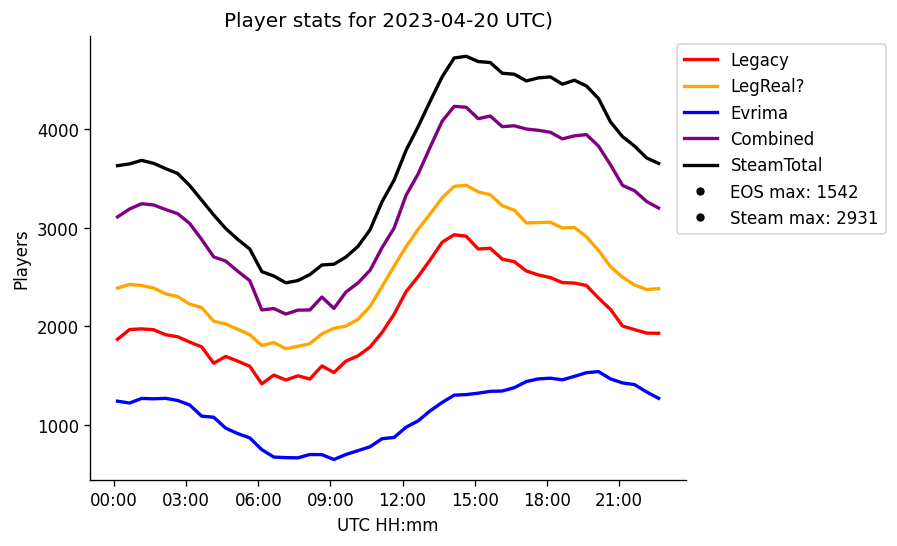 Player stats for 2023-04-20 UTC)
Legacy
LegReal?
Evrima
Combined
SteamTotal
EOS max: 1542
Steam max: 2931
Players
4000
3000
2000
1000
00:00 03:00 06:00 09:00 12:00 15:00 18:00 21:00
UTC HH:mm